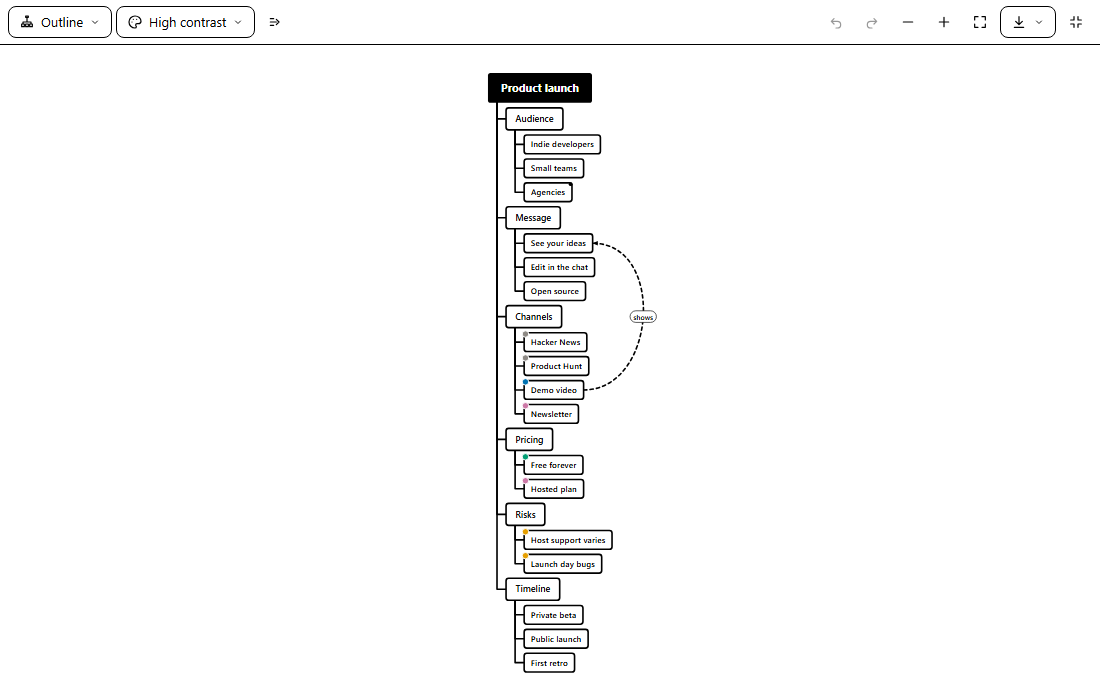 Outline
High contrast
Product launch
Audience
Indie developers
Small teams
Agencies
Message
See your ideas
Edit in the chat
Open source
shows
Channels
Hacker News
Product Hunt
Demo video
Newsletter
Pricing
Free forever
Hosted plan
Risks
Host support varies
Launch day bugs
Timeline
Private beta
Public launch
First retro